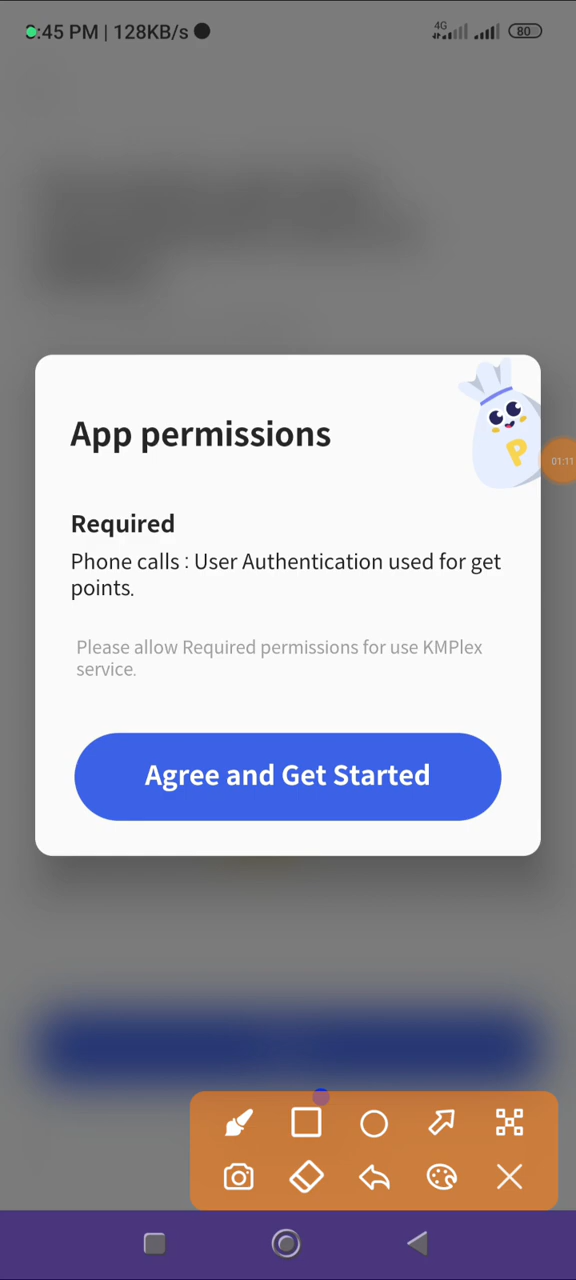 :45 PM | 128KB/s
4G
80
App permissions
P
01:11
Required
Phone calls : User Authentication used for get
points.
Please allow Required permissions for use KMPlex
service.
Agree and Get Started